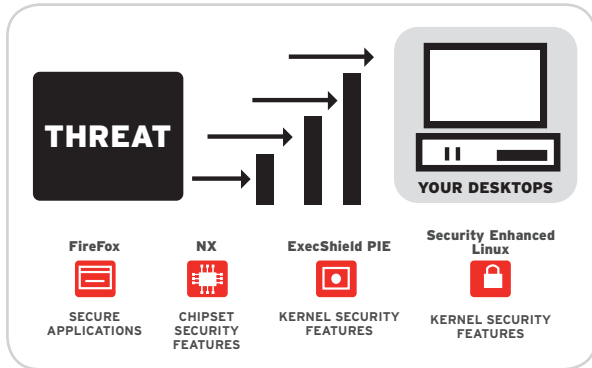 THREAT
YOUR DESKTOPS
FireFox
SECURE
APPLICATIONS
NX
CHIPSET
SECURITY
FEATURES
ExecShield PIE
KERNEL SECURITY
FEATURES
Security Enhanced
Linux
KERNEL SECURITY
FEATURES